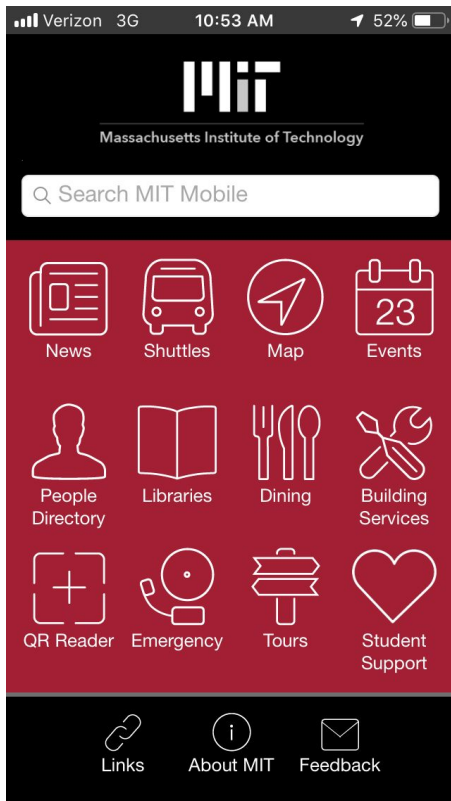 Verizon 3G 10:53 AM 52%
MIT
Massachusetts Institute of Technology
Search MIT Mobile
23
News Shuttles Map Events
People Directory Libraries Dining Building Services
QR Reader Emergency Tours Student Support
i
Links About MIT Feedback